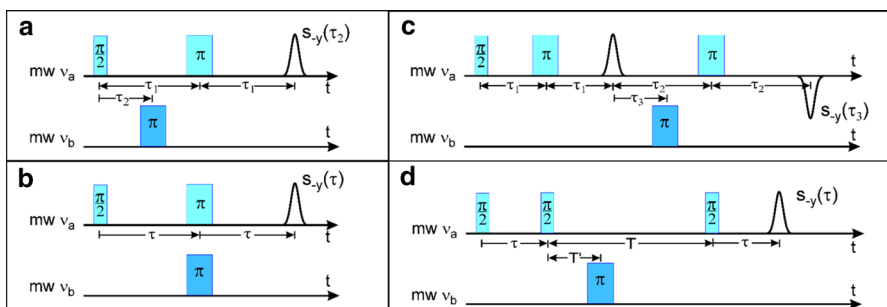 a
π/2 π s-y(τ2)
mw νa t
τ1 τ1
τ2
π
mw νb t
b
π/2 π s-y(τ)
mw νa t
τ τ
π
mw νb t
c
π/2 π π
mw νa t
τ1 τ1 τ2 τ2
τ3 s-y(τ3)
π
mw νb t
d
π/2 π/2 π/2 s-y(τ)
mw νa t
τ T τ
T'
π
mw νb t